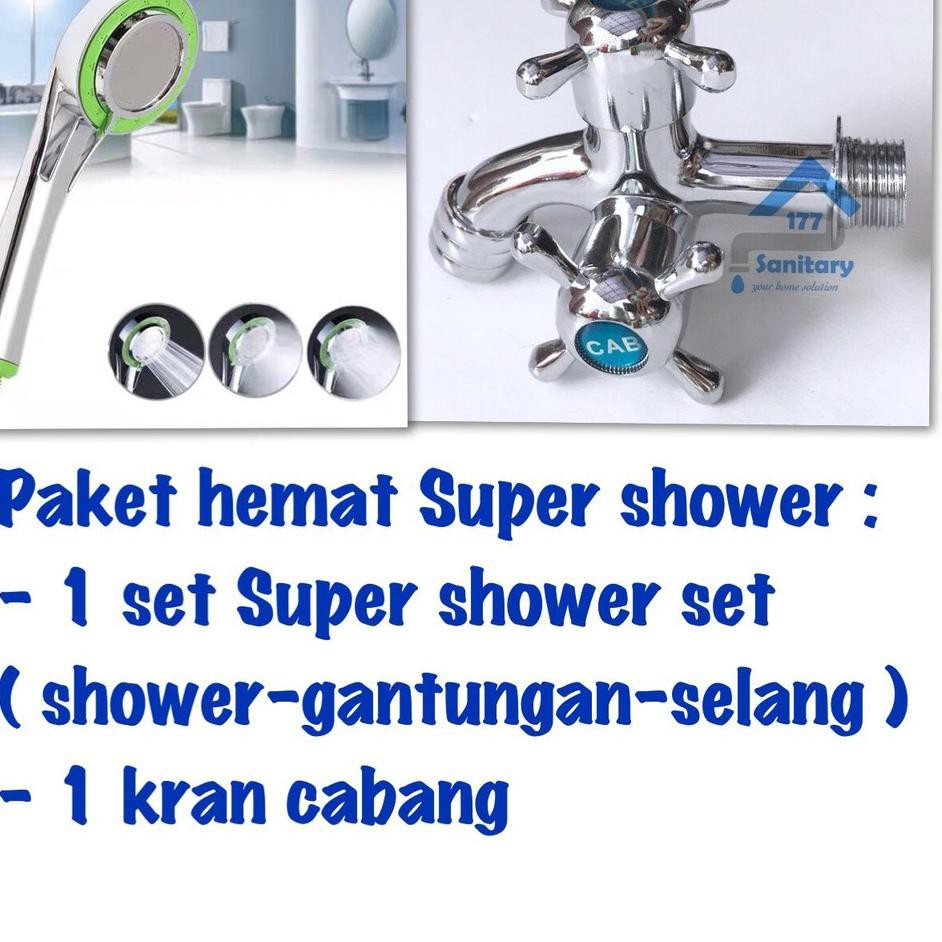 177
Sanitary
your home solution
CAB
Paket hemat Super shower :
- 1 set Super shower set
( shower-gantungan-selang )
- 1 kran cabang